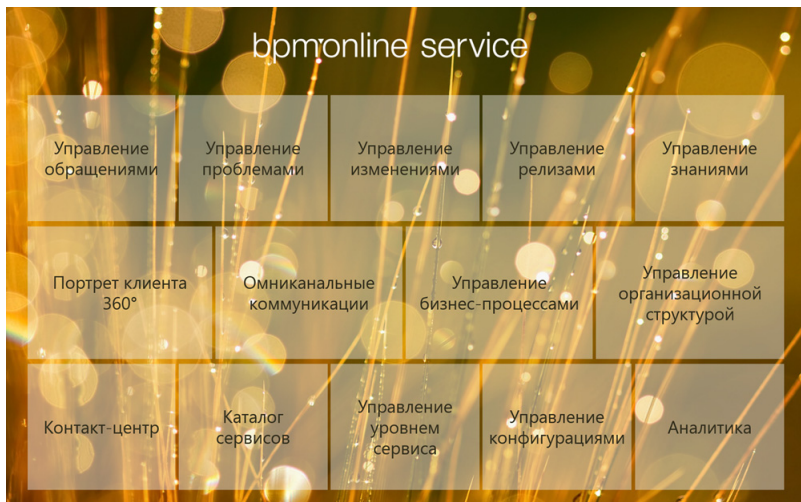 bpmonline service
Управление
обращениями
Управление
проблемами
Управление
изменениями
Управление
релизами
Управление
знаниями
Портрет клиента
360°
Омниканальные
коммуникации
Управление
бизнес-процессами
Управление
организационной
структурой
Контакт-центр
Каталог
сервисов
Управление
уровнем
сервиса
Управление
конфигурациями
Аналитика